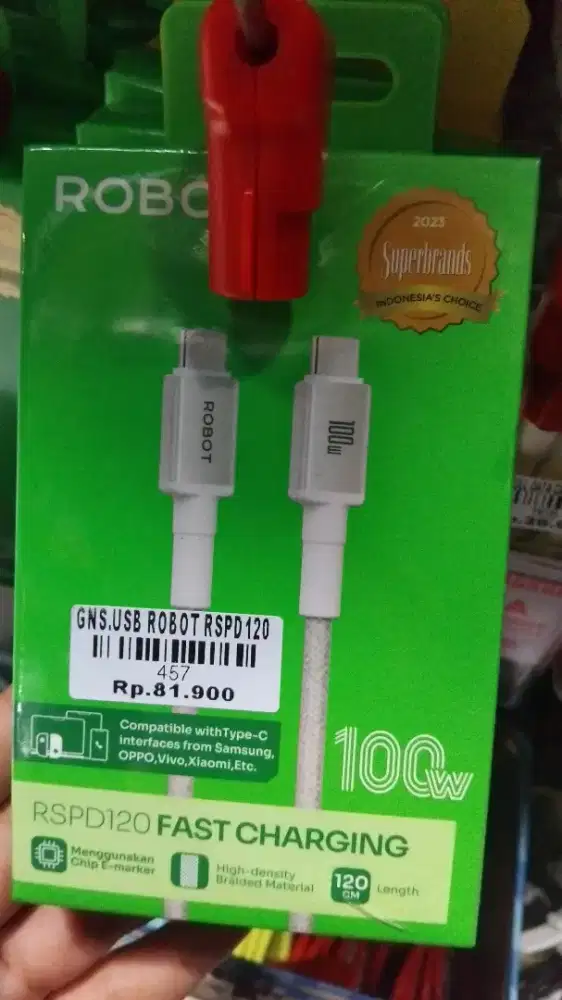 ROBO
2023
Superbrands
INDONESIA'S CHOICE
ROBOT
100w
GNS.USB ROBOT RSPD120
457
Rp.81.900
Compatible withType-C
interfaces from Samsung,
OPPO,Vivo,Xiaomi,Etc.
100w
RSPD120 FAST CHARGING
Menggunakan
Chip E-marker
High-density
Braided Material
120
CM
Length